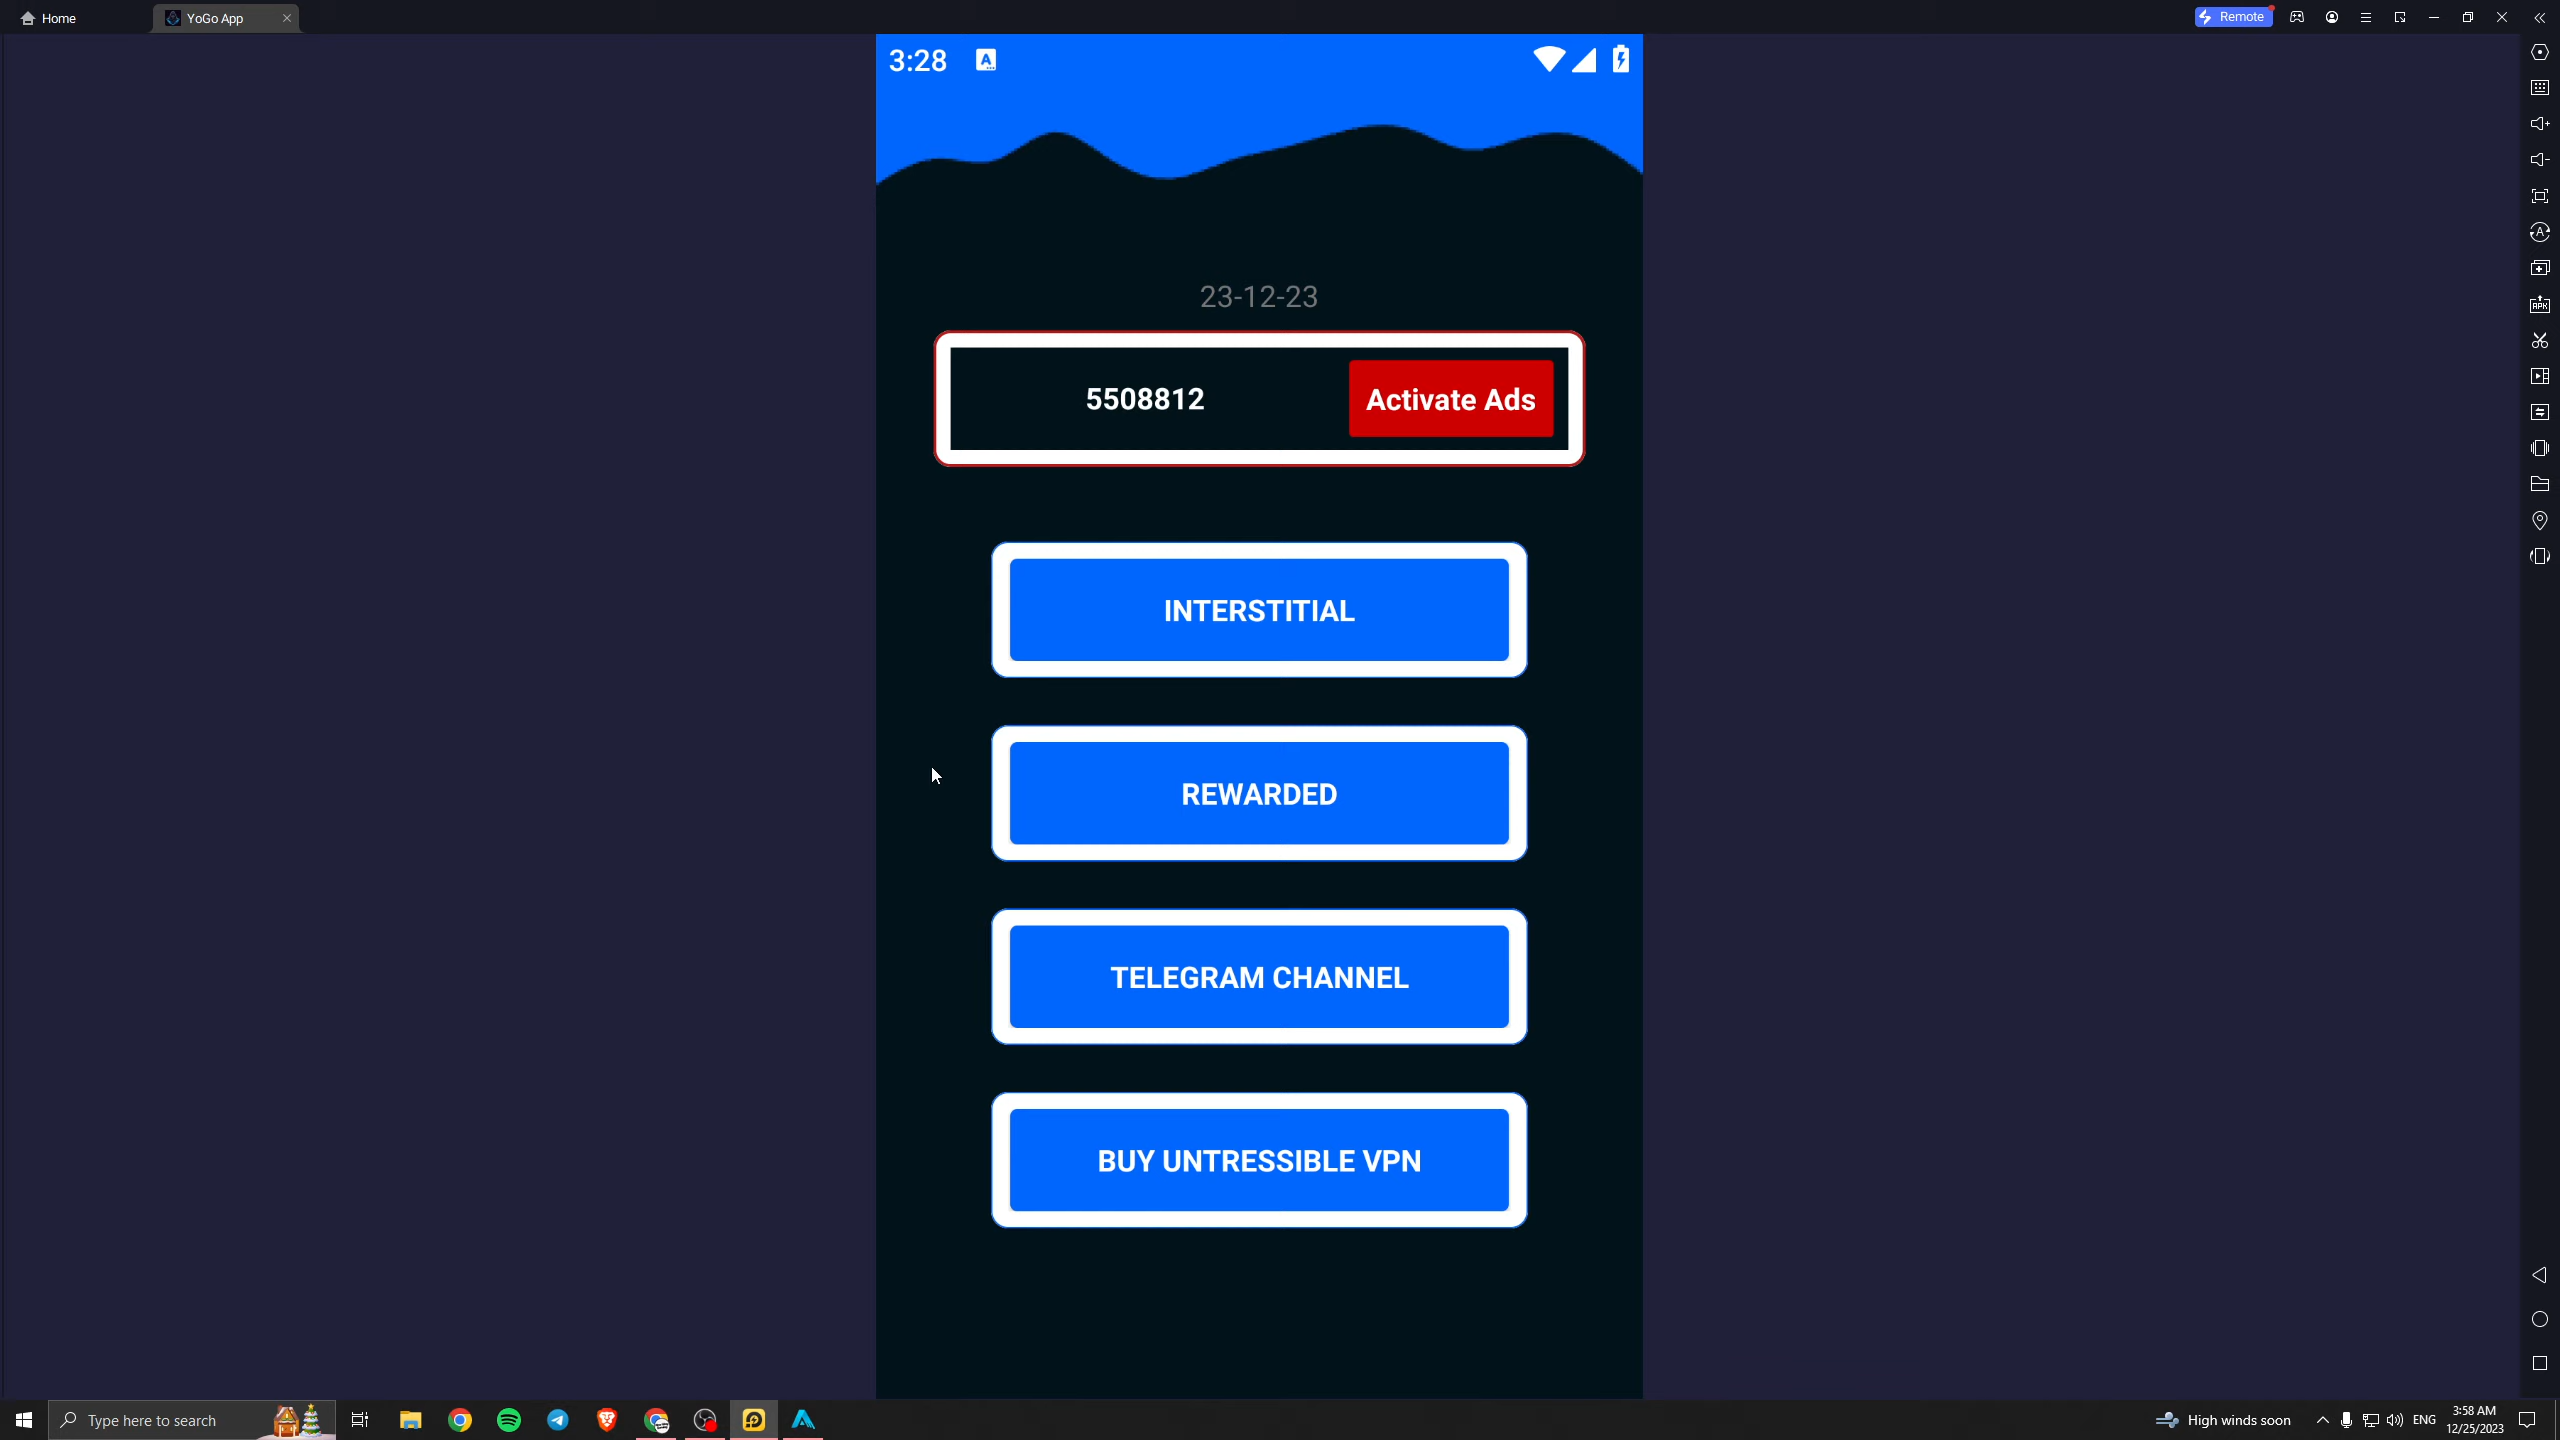 Home
YoGo App
Remote
3:28
A
23-12-23
5508812
Activate Ads
INTERSTITIAL
REWARDED
TELEGRAM CHANNEL
BUY UNTRESSIBLE VPN
APK
Type here to search
High winds soon
ENG
3:58 AM
12/25/2023